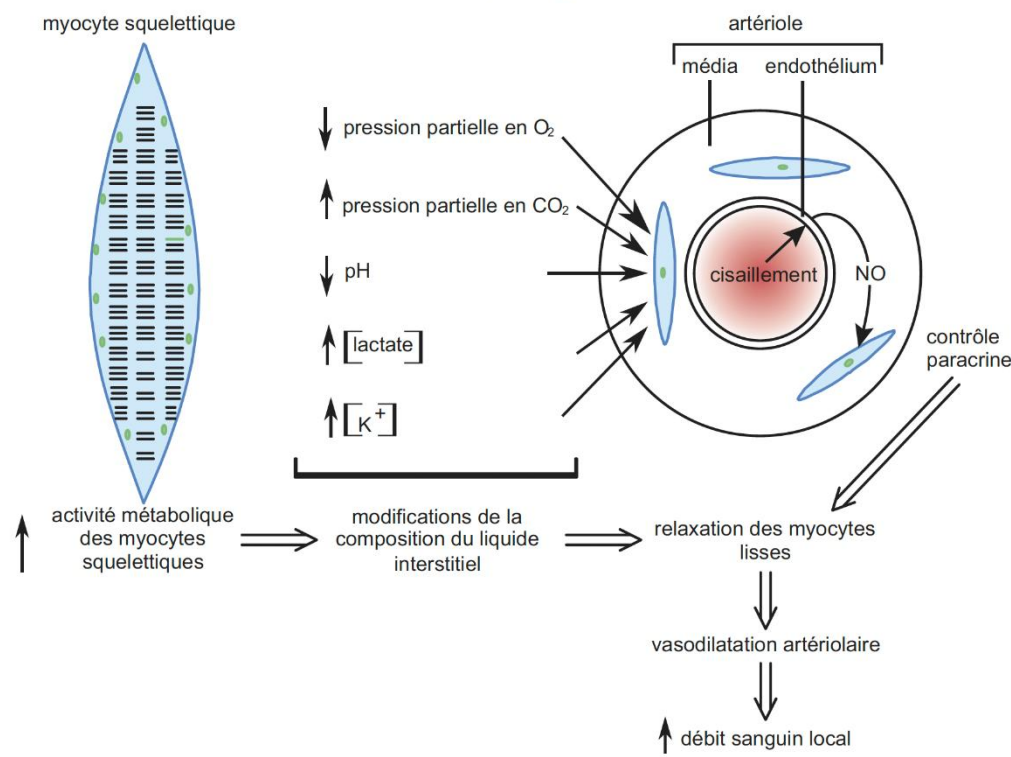 myocyte squelettique
artériole
média
endothélium
pression partielle en O₂
pression partielle en CO₂
pH
[lactate]
[K⁺]
cisaillement
NO
contrôle
paracrine
activité métabolique
des myocytes
squelettiques
modifications de la
composition du liquide
interstitiel
relaxation des myocytes
lisses
vasodilatation artériolaire
débit sanguin local